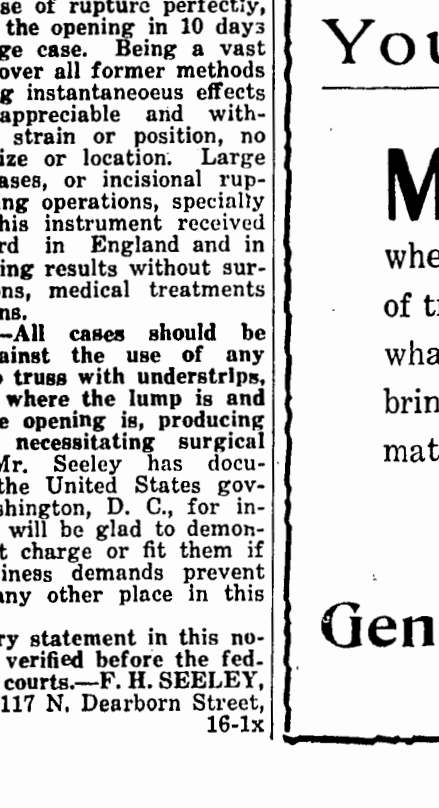 se of rupture perfectly,
the opening in 10 days
ge case. Being a vast
over all former methods
g instantaneoeus effects
appreciable and with-
strain or position, no
ize or location. Large
ases, or incisional rup-
ng operations, specially
his instrument received
rd in England and in
ing results without sur-
ns, medical treatments
ns.
—All cases should be
ainst the use of any
truss with understrips,
where the lump is and
e opening is, producing
necessitating surgical
Mr. Seeley has docu-
the United States gov-
shington, D. C., for in-
will be glad to demon-
t charge or fit them if
iness demands prevent
any other place in this
ry statement in this no-
verified before the fed-
courts.—F. H. SEELEY,
117 N. Dearborn Street,
16-1x
You
M
whe
of t
wha
brin
mat
Gen